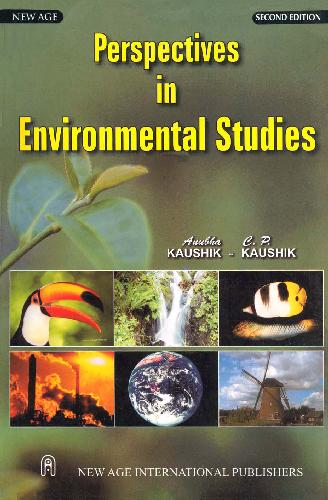 NEW AGE
SECOND EDITION
Perspectives
in
Environmental Studies
Anubha C. P.
KAUSHIK - KAUSHIK
NEW AGE INTERNATIONAL PUBLISHERS